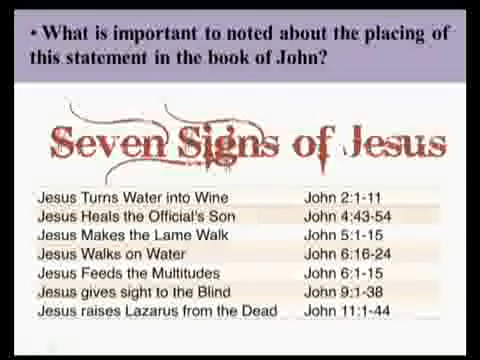 • What is important to noted about the placing of
this statement in the book of John?
Seven Signs of Jesus
Jesus Turns Water into Wine John 2:1-11
Jesus Heals the Official's Son John 4:43-54
Jesus Makes the Lame Walk John 5:1-15
Jesus Walks on Water John 6:16-24
Jesus Feeds the Multitudes John 6:1-15
Jesus gives sight to the Blind John 9:1-38
Jesus raises Lazarus from the Dead John 11:1-44